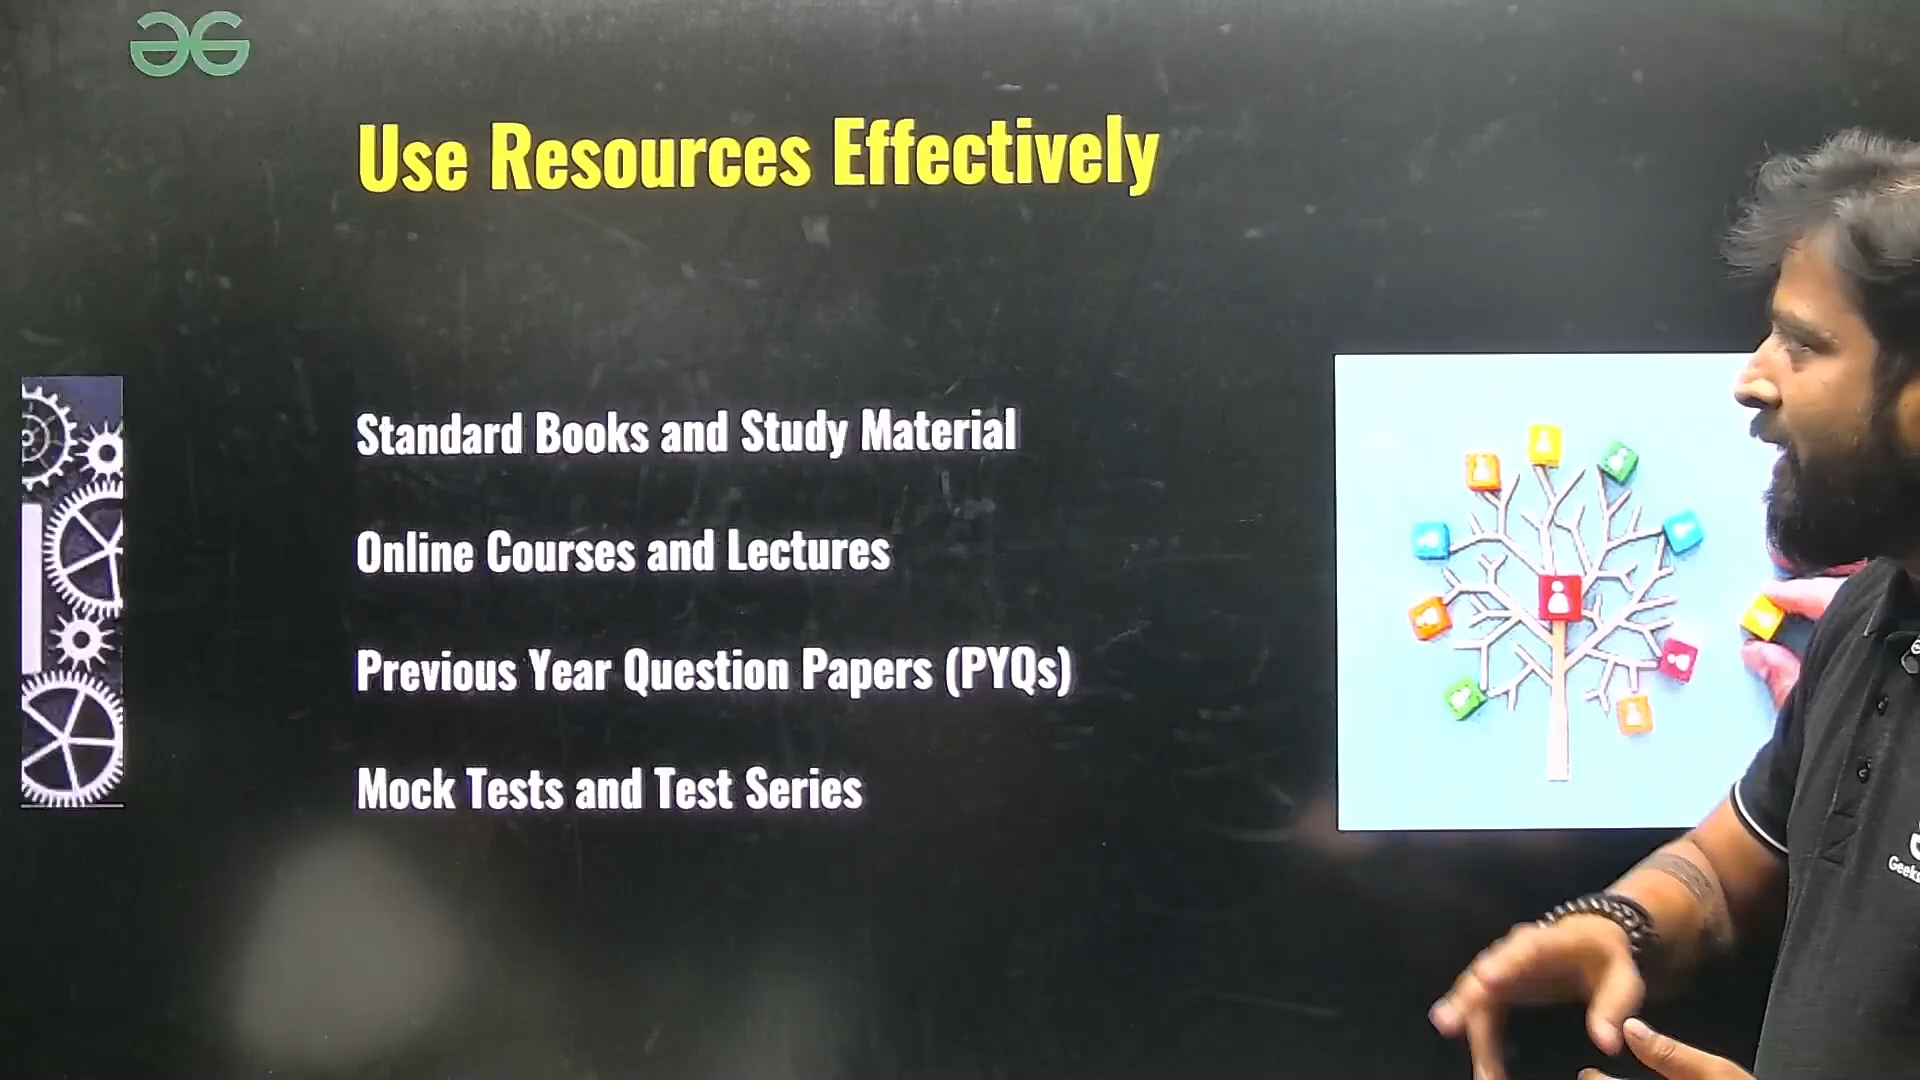 Use Resources Effectively
Standard Books and Study Material
Online Courses and Lectures
Previous Year Question Papers (PYQs)
Mock Tests and Test Series
Geeks